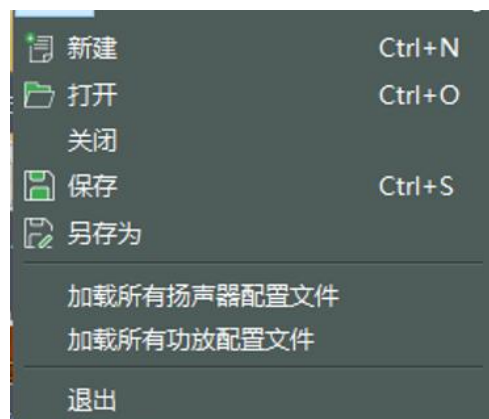 新建 Ctrl+N
打开 Ctrl+O
关闭
保存 Ctrl+S
另存为
加载所有扬声器配置文件
加载所有功放配置文件
退出